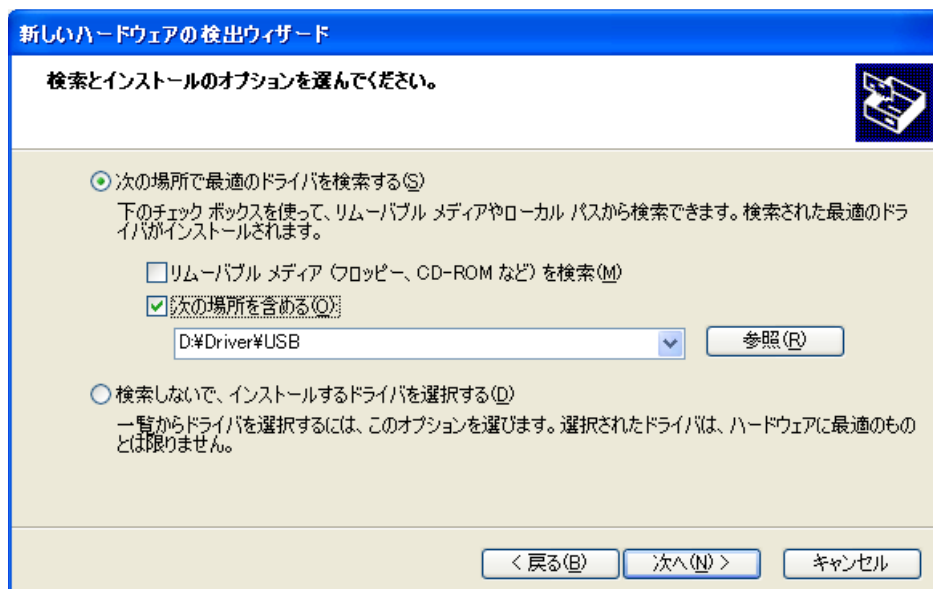 新しいハードウェアの検出ウィザード
検索とインストールのオプションを選んでください。
次の場所で最適のドライバを検索する(S)
下のチェック ボックスを使って、リムーバブル メディアやローカル パスから検索できます。検索された最適のドラ
イバがインストールされます。
リムーバブル メディア (フロッピー、CD-ROM など) を検索(M)
次の場所を含める(O):
D:¥Driver¥USB
参照(R)
検索しないで、インストールするドライバを選択する(D)
一覧からドライバを選択するには、このオプションを選びます。選択されたドライバは、ハードウェアに最適のもの
とは限りません。
< 戻る(B) 次へ(N) > キャンセル